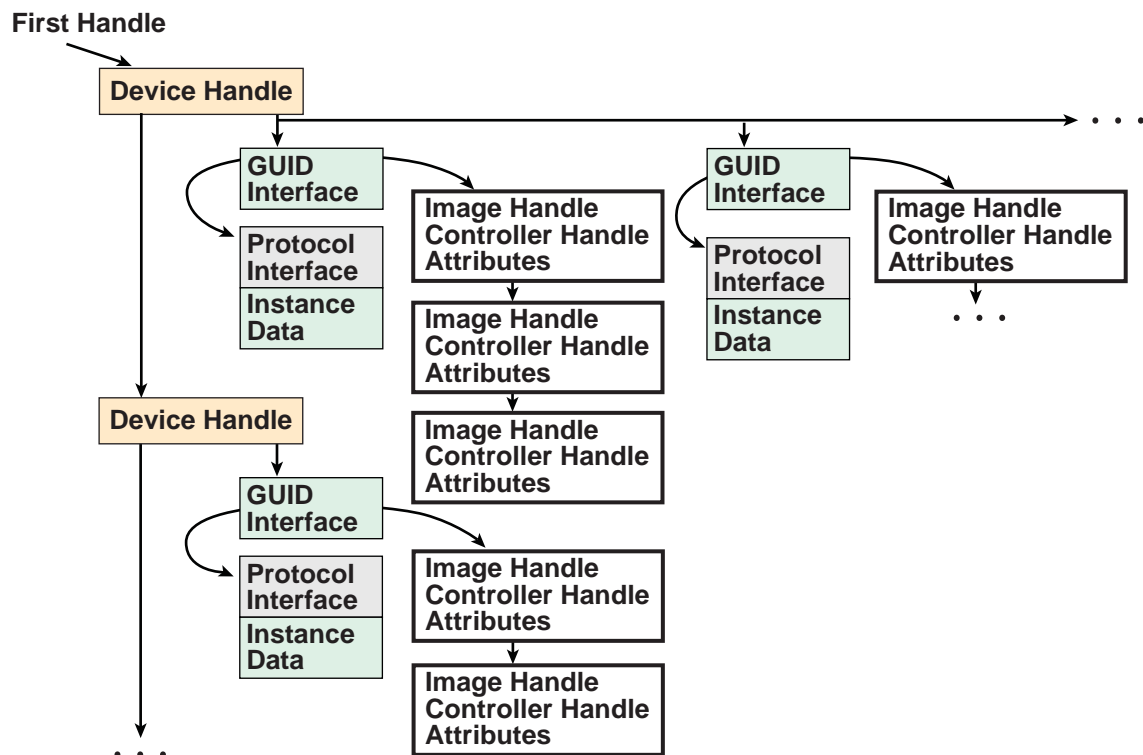 First Handle
Device Handle
. . .
GUID
Interface
GUID
Interface
Image Handle
Controller Handle
Attributes
Image Handle
Controller Handle
Attributes
Protocol
Interface
Instance
Data
Protocol
Interface
Instance
Data
. . .
Image Handle
Controller Handle
Attributes
Device Handle
Image Handle
Controller Handle
Attributes
GUID
Interface
Protocol
Interface
Instance
Data
Image Handle
Controller Handle
Attributes
Image Handle
Controller Handle
Attributes
. . .